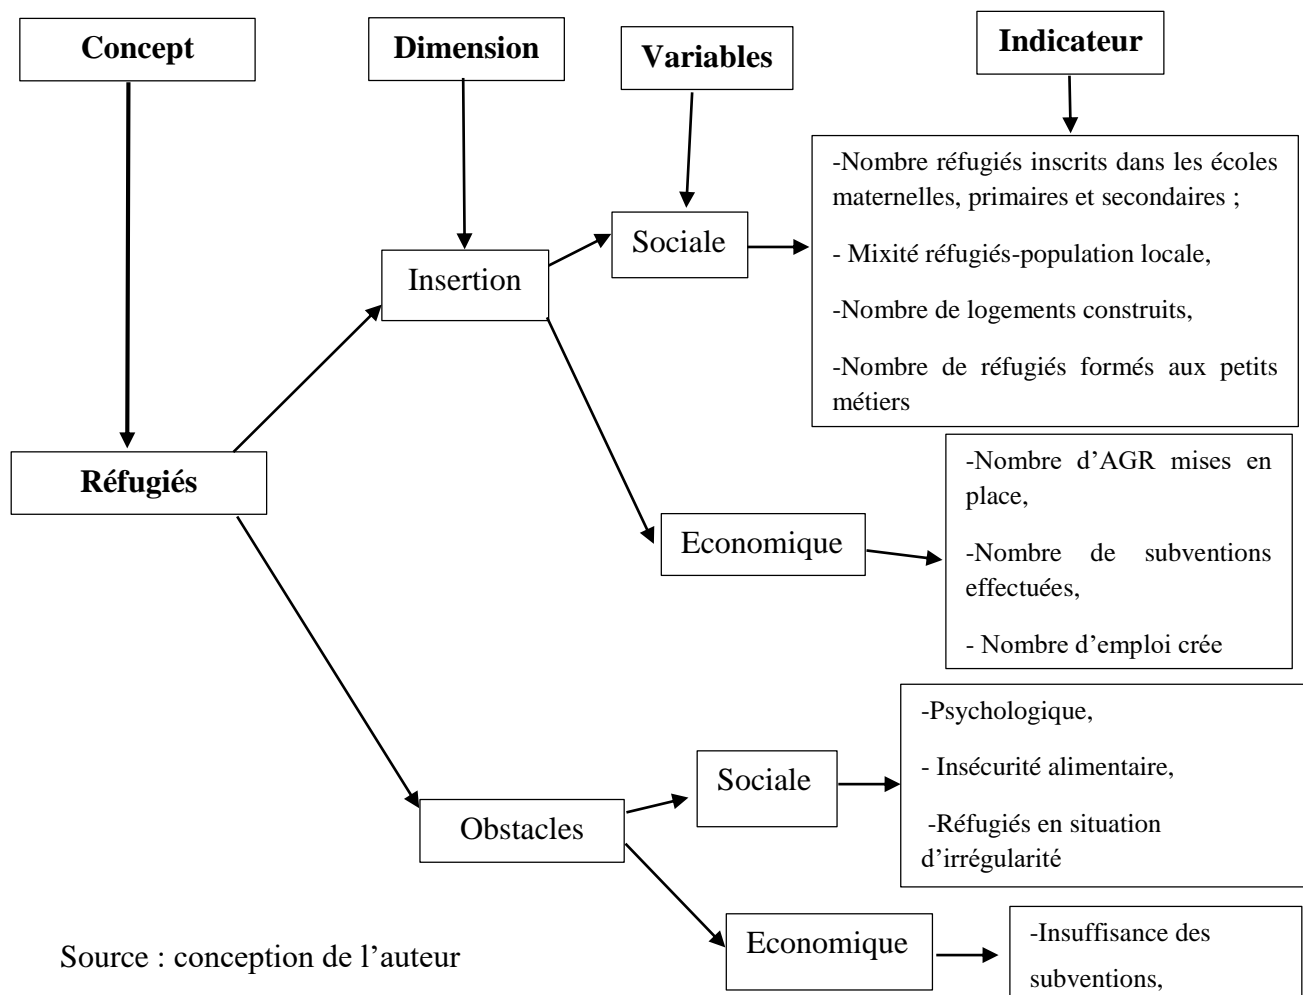 Concept
Dimension
Variables
Indicateur
-Nombre réfugiés inscrits dans les écoles
maternelles, primaires et secondaires ;
- Mixité réfugiés-population locale,
-Nombre de logements construits,
-Nombre de réfugiés formés aux petits
métiers
Sociale
Insertion
Réfugiés
Economique
-Nombre d’AGR mises en
place,
-Nombre de subventions
effectuées,
- Nombre d’emploi crée
Obstacles
Sociale
-Psychologique,
- Insécurité alimentaire,
-Réfugiés en situation
d’irrégularité
Economique
-Insuffisance des
subventions,
Source : conception de l’auteur